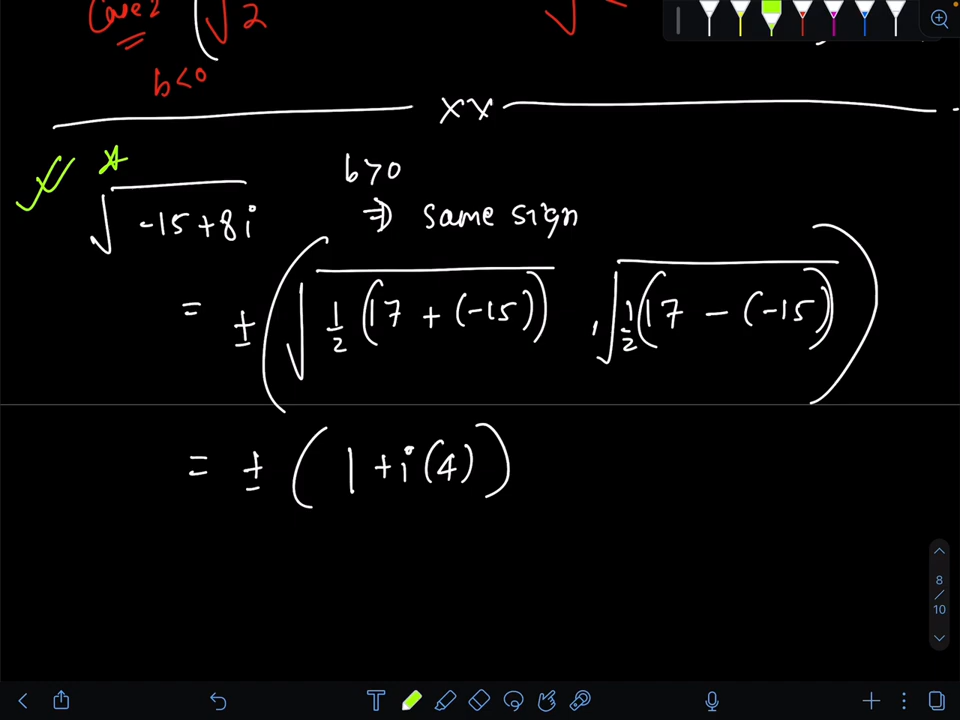 Case 2 (√2
b<0
xx
√(-15+8i) b>0
⇒ same sign
= ± (√(1/2 (17 + (-15))) , √(1/2 (17 - (-15))))
= ± (1 + i(4))
8
/
10
T